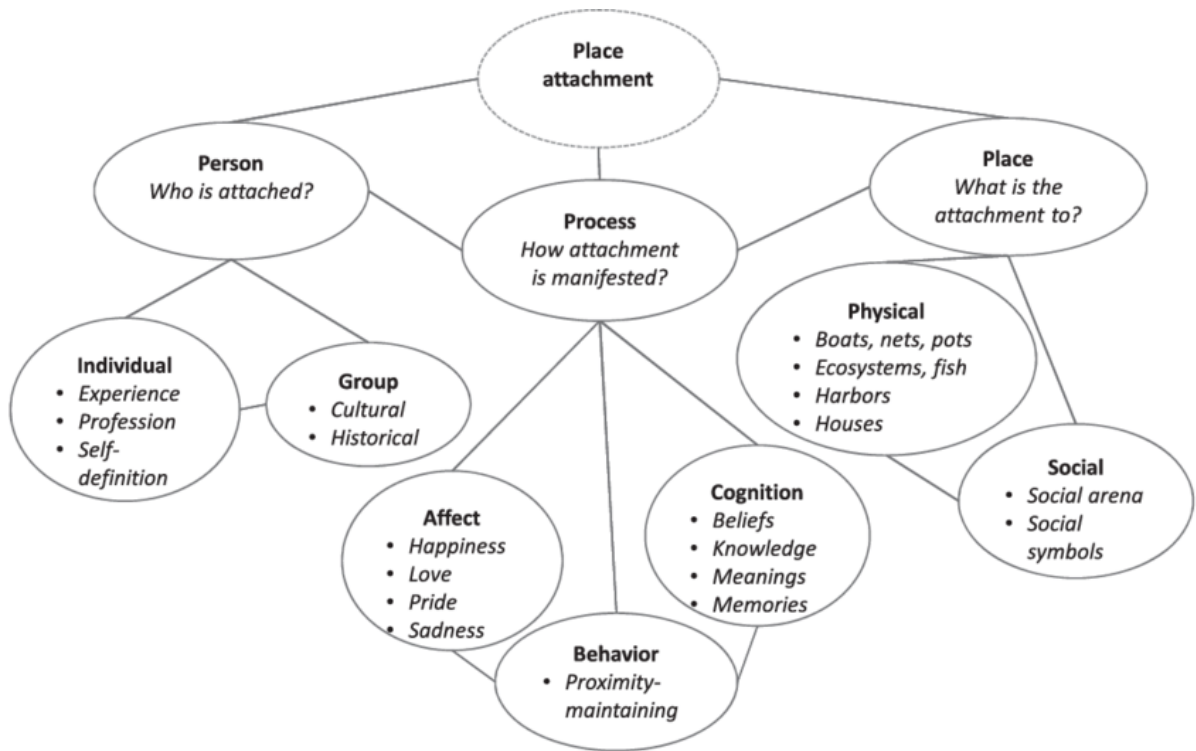 Place
attachment
Person
Who is attached?
Process
How attachment
is manifested?
Place
What is the
attachment to?
Individual
• Experience
• Profession
• Self-
definition
Group
• Cultural
• Historical
Physical
• Boats, nets, pots
• Ecosystems, fish
• Harbors
• Houses
Social
• Social arena
• Social
symbols
Affect
• Happiness
• Love
• Pride
• Sadness
Cognition
• Beliefs
• Knowledge
• Meanings
• Memories
Behavior
• Proximity-
maintaining